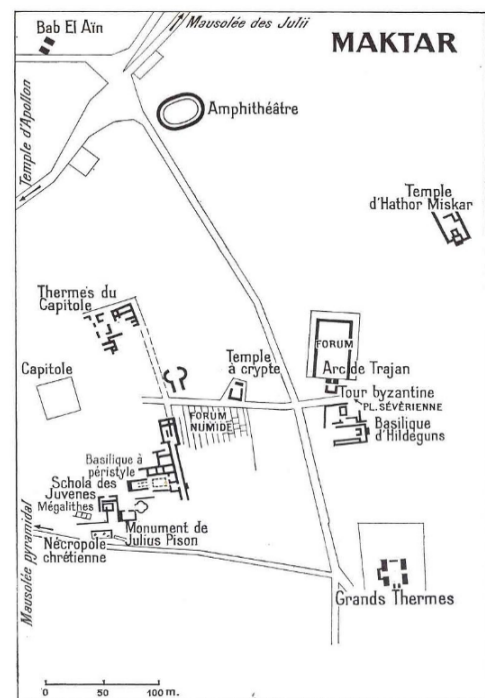 Bab El Aïn
Mausolée des Julii
MAKTAR
Amphithéâtre
Temple d'Apollon
Temple
d'Hathor Miskar
Thermes du
Capitole
FORUM
Capitole
Temple
à crypte
Arc de Trajan
Tour byzantine
PL. SÉVÈRIENNE
FORUM
NUMIDE
Basilique
d'Hildéguns
Basilique à
péristyle
Schola des
Juvenes
Mégalithes
Monument de
Julius Pison
Nécropole
chrétienne
Mausolée pyramidal
Grands Thermes
0 50 100 m.